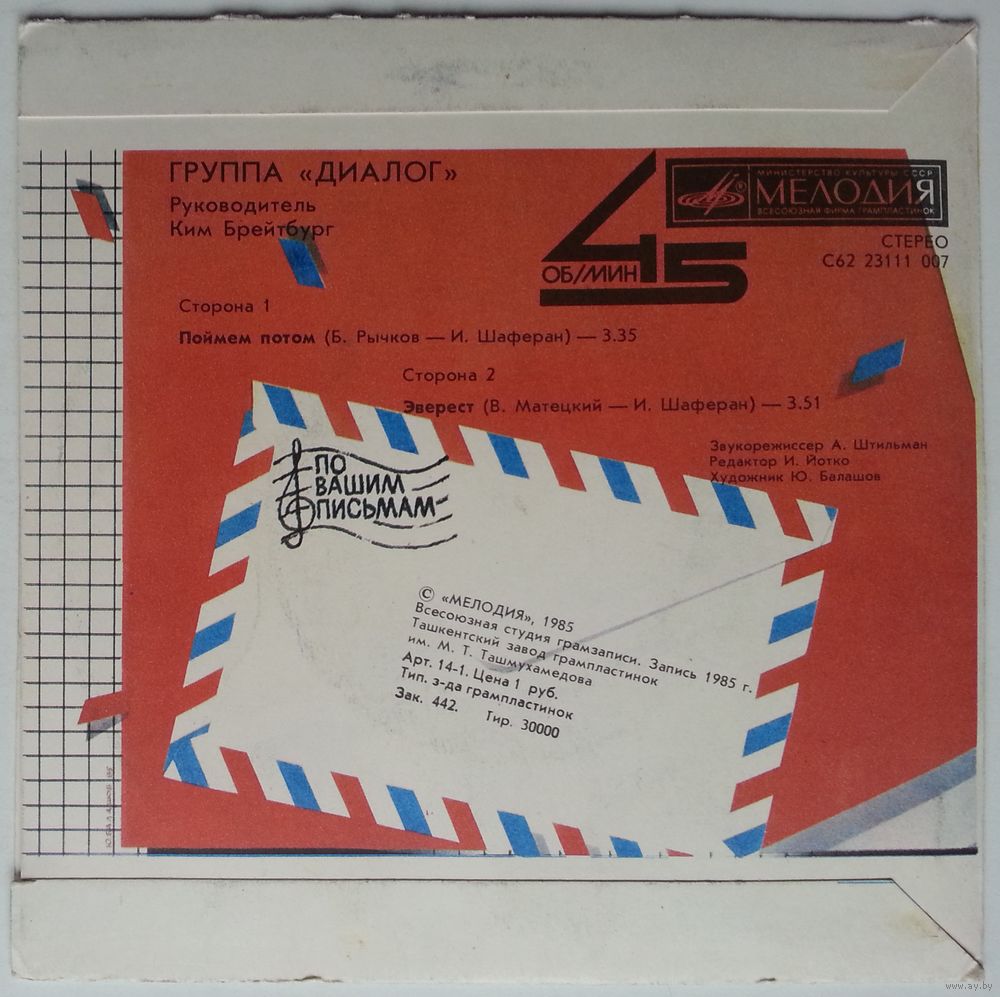 ГРУППА «ДИАЛОГ»
Руководитель
Ким Брейтбург
45
ОБ/МИН
МИНИСТЕРСТВО КУЛЬТУРЫ СССР
МЕЛОДИЯ
ВСЕСОЮЗНАЯ ФИРМА ГРАМПЛАСТИНОК
СТЕРЕО
С62 23111 007
Сторона 1
Поймем потом (Б. Рычков — И. Шаферан) — 3.35
Сторона 2
Эверест (В. Матецкий — И. Шаферан) — 3.51
Звукорежиссер А. Штильман
Редактор И. Йотко
Художник Ю. Балашов
ПО
ВАШИМ
ПИСЬМАМ
© «МЕЛОДИЯ», 1985
Всесоюзная студия грамзаписи. Запись 1985 г.
Ташкентский завод грампластинок
им. М. Т. Ташмухамедова
Арт. 14-1. Цена 1 руб.
Тип. з-да грампластинок
Зак. 442. Тир. 30000
www.ay.by